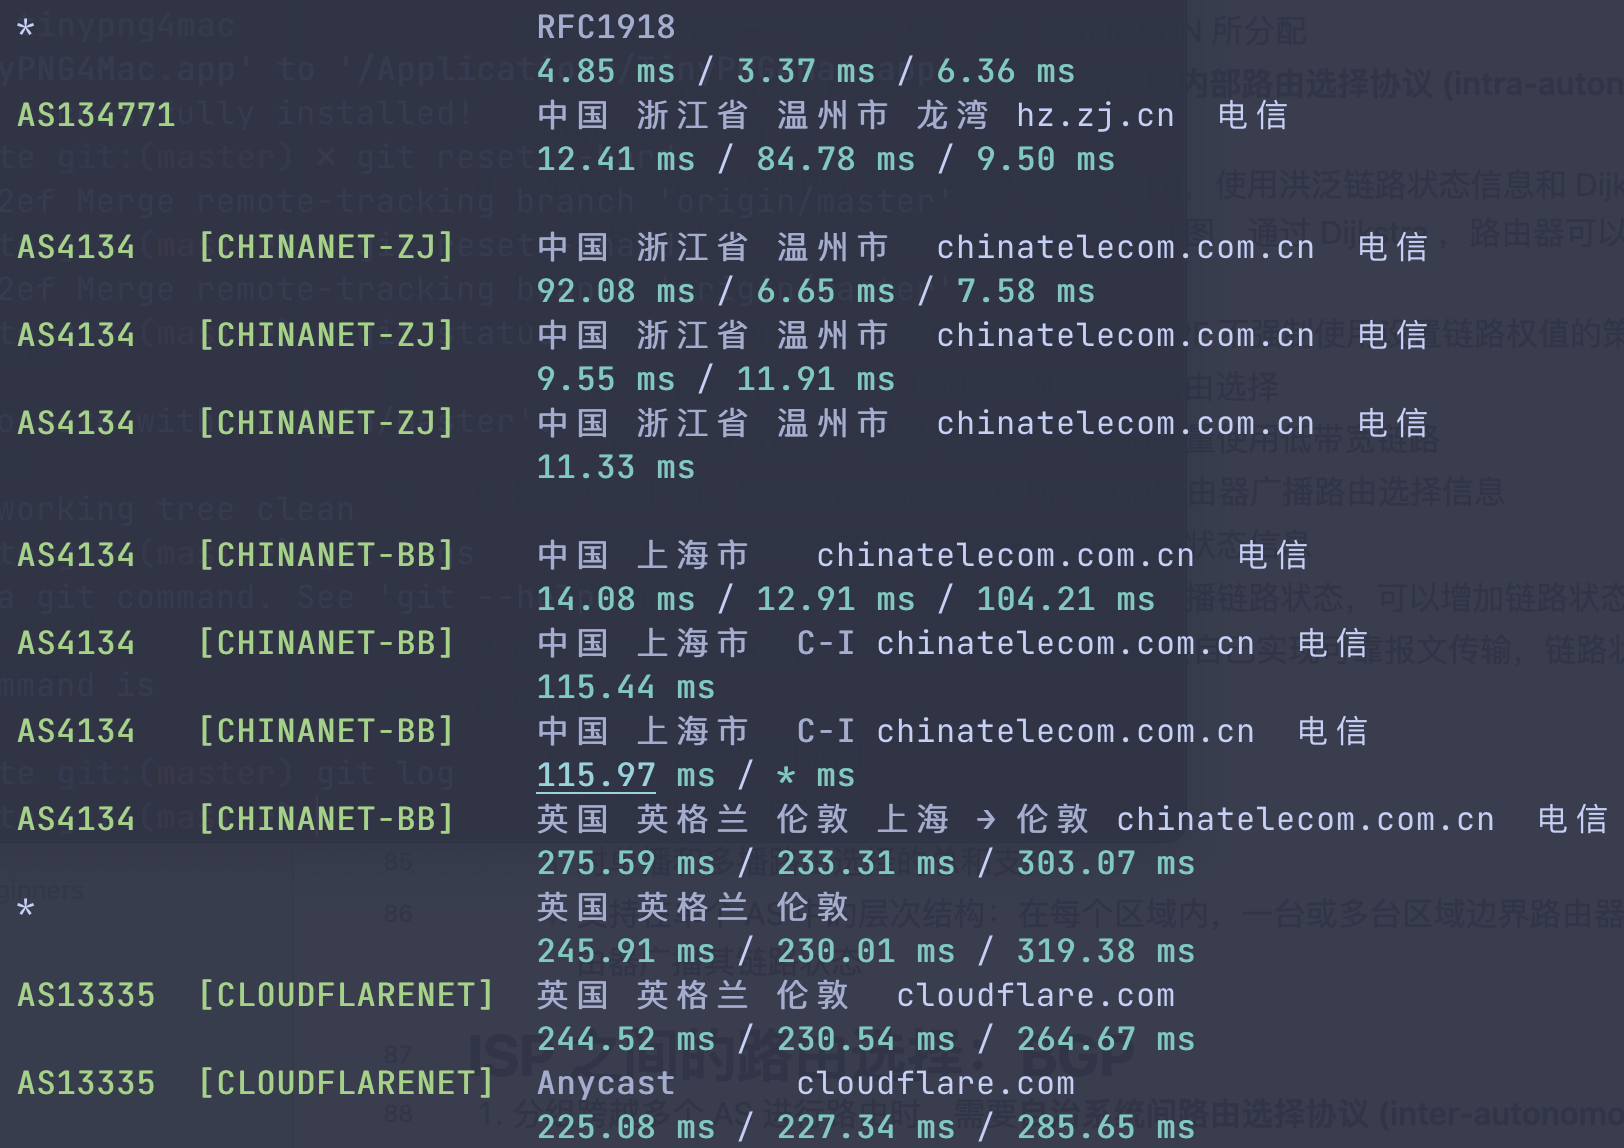 * RFC1918
4.85 ms / 3.37 ms / 6.36 ms
AS134771 中国 浙江省 温州市 龙湾 hz.zj.cn 电信
12.41 ms / 84.78 ms / 9.50 ms
AS4134 [CHINANET-ZJ] 中国 浙江省 温州市 chinatelecom.com.cn 电信
92.08 ms / 6.65 ms / 7.58 ms
AS4134 [CHINANET-ZJ] 中国 浙江省 温州市 chinatelecom.com.cn 电信
9.55 ms / 11.91 ms
AS4134 [CHINANET-ZJ] 中国 浙江省 温州市 chinatelecom.com.cn 电信
11.33 ms
AS4134 [CHINANET-BB] 中国 上海市 chinatelecom.com.cn 电信
14.08 ms / 12.91 ms / 104.21 ms
AS4134 [CHINANET-BB] 中国 上海市 C-I chinatelecom.com.cn 电信
115.44 ms
AS4134 [CHINANET-BB] 中国 上海市 C-I chinatelecom.com.cn 电信
115.97 ms / * ms
AS4134 [CHINANET-BB] 英国 英格兰 伦敦 上海 → 伦敦 chinatelecom.com.cn 电信
275.59 ms / 233.31 ms / 303.07 ms
* 英国 英格兰 伦敦
245.91 ms / 230.01 ms / 319.38 ms
AS13335 [CLOUDFLARENET] 英国 英格兰 伦敦 cloudflare.com
244.52 ms / 230.54 ms / 264.67 ms
AS13335 [CLOUDFLARENET] Anycast cloudflare.com
225.08 ms / 227.34 ms / 285.65 ms